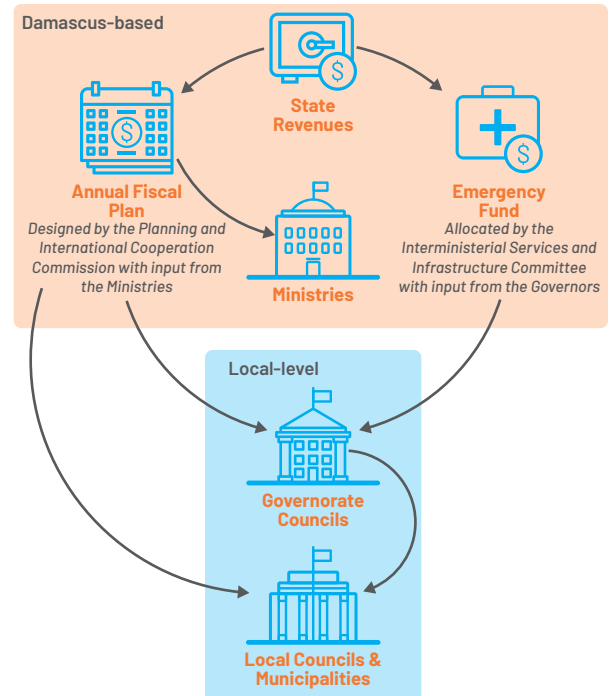 Damascus-based
$
State
Revenues
$
Annual Fiscal
Plan
Designed by the Planning and
International Cooperation
Commission with input from
the Ministries
Ministries
$
Emergency
Fund
Allocated by the
Interministerial Services and
Infrastructure Committee
with input from the Governors
Local-level
Governorate
Councils
Local Councils &
Municipalities